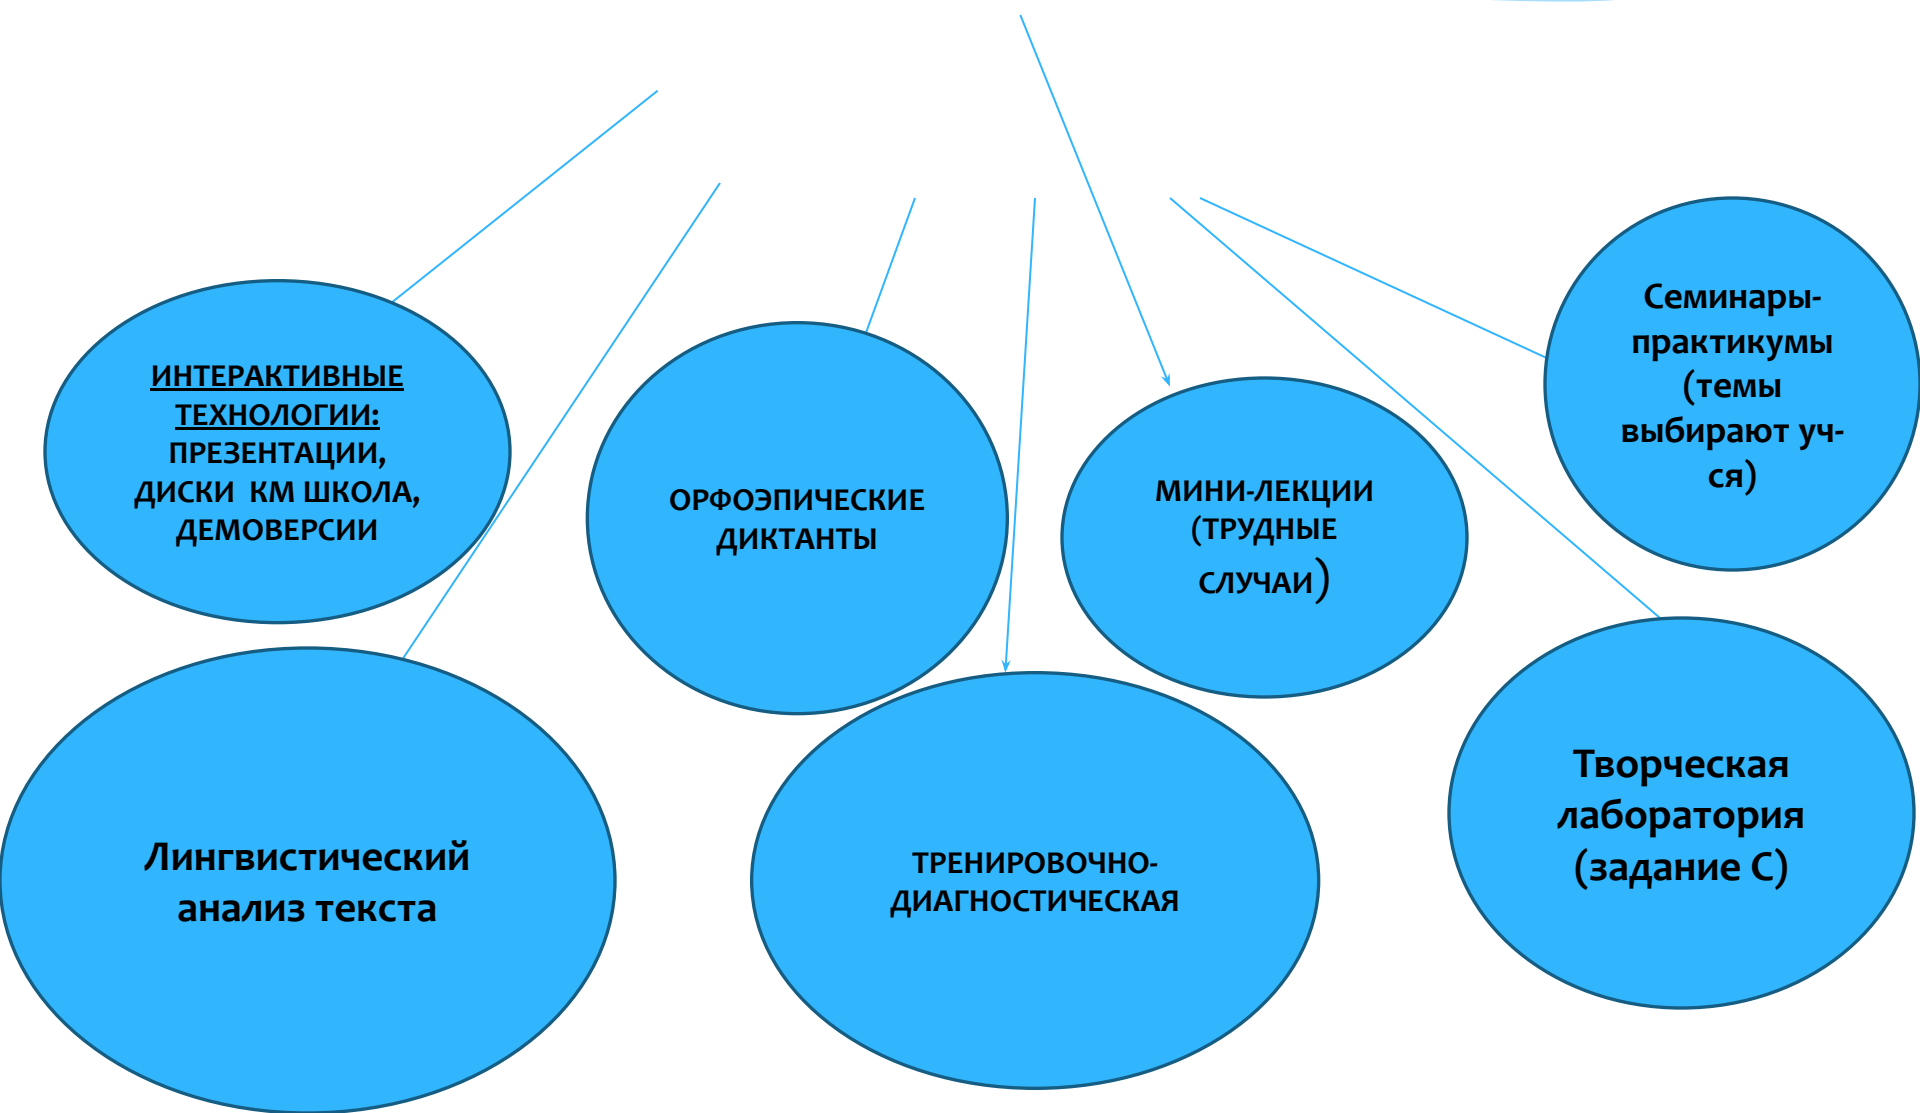 ИНТЕРАКТИВНЫЕ
ТЕХНОЛОГИИ:
ПРЕЗЕНТАЦИИ,
ДИСКИ КМ ШКОЛА,
ДЕМОВЕРСИИ
ОРФОЭПИЧЕСКИЕ
ДИКТАНТЫ
МИНИ-ЛЕКЦИИ
(ТРУДНЫЕ
СЛУЧАИ)
Семинары-
практикумы
(темы
выбирают уч-
ся)
Лингвистический
анализ текста
ТРЕНИРОВОЧНО-
ДИАГНОСТИЧЕСКАЯ
Творческая
лаборатория
(задание С)